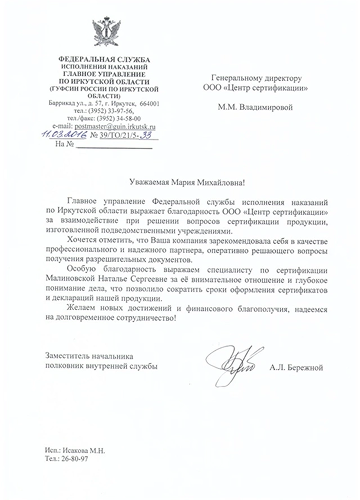 ФЕДЕРАЛЬНАЯ СЛУЖБА
ИСПОЛНЕНИЯ НАКАЗАНИЙ
ГЛАВНОЕ УПРАВЛЕНИЕ
ПО ИРКУТСКОЙ ОБЛАСТИ
(ГУФСИН РОССИИ ПО ИРКУТСКОЙ
ОБЛАСТИ)
Баррикад ул., д. 57, г. Иркутск, 664001
тел.: (3952) 33-97-56,
тел./факс: (3952) 34-58-00
e-mail: postmaster@guin.irkutsk.ru
11.03.2016 № 39/ТО/21/5-33
На №
Генеральному директору
ООО «Центр сертификации»
М.М. Владимировой
Уважаемая Мария Михайловна!
Главное управление Федеральной службы исполнения наказаний
по Иркутской области выражает благодарность ООО «Центр сертификации»
за взаимодействие при решении вопросов сертификации продукции,
изготовленной подведомственными учреждениями.
Хочется отметить, что Ваша компания зарекомендовала себя в качестве
профессионального и надежного партнера, оперативно решающего вопросы
получения разрешительных документов.
Особую благодарность выражаем специалисту по сертификации
Малиновской Наталье Сергеевне за её внимательное отношение и глубокое
понимание дела, что позволило сократить сроки оформления сертификатов
и деклараций нашей продукции.
Желаем новых достижений и финансового благополучия, надеемся
на долговременное сотрудничество!
Заместитель начальника
полковник внутренней службы
А.Л. Бережной
Исп.: Исакова М.Н.
Тел.: 26-80-97